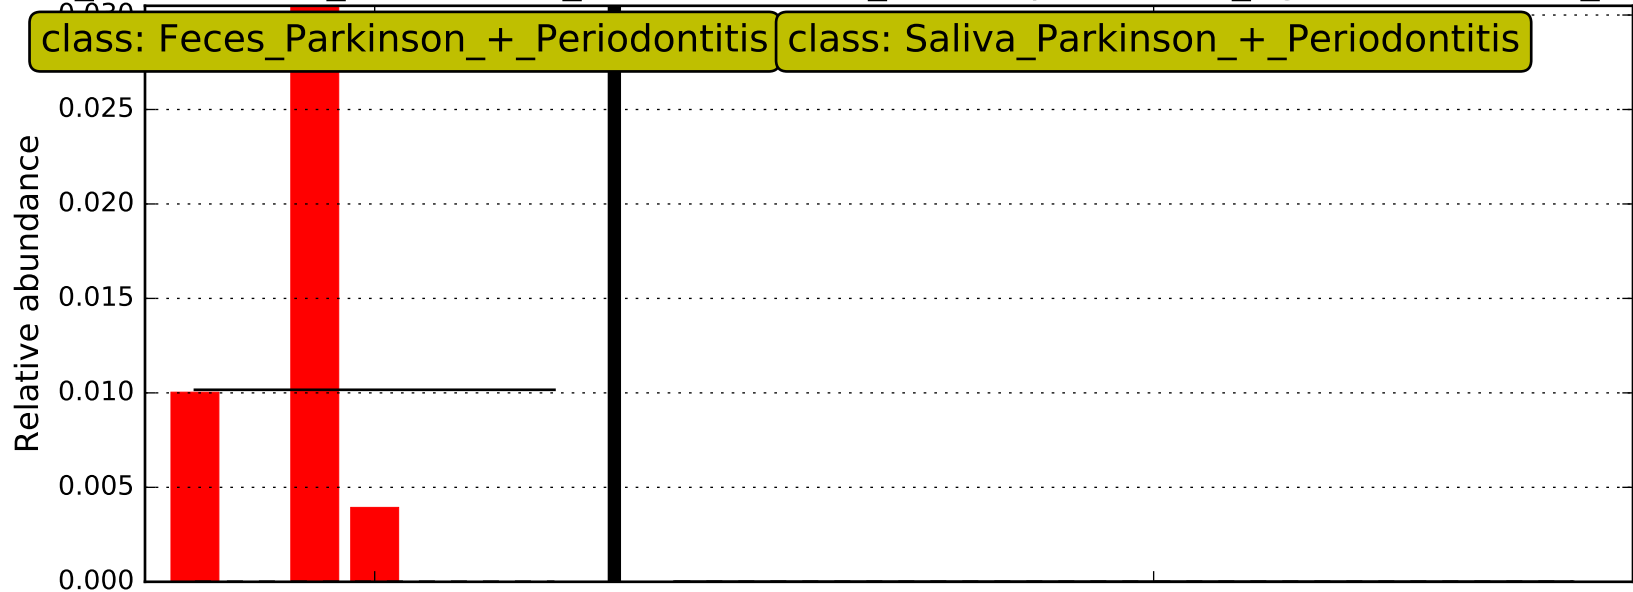 class: Feces_Parkinson_+_Periodontitis
class: Saliva_Parkinson_+_Periodontitis
0.025
0.020
0.015
0.010
0.005
0.000
Relative abundance